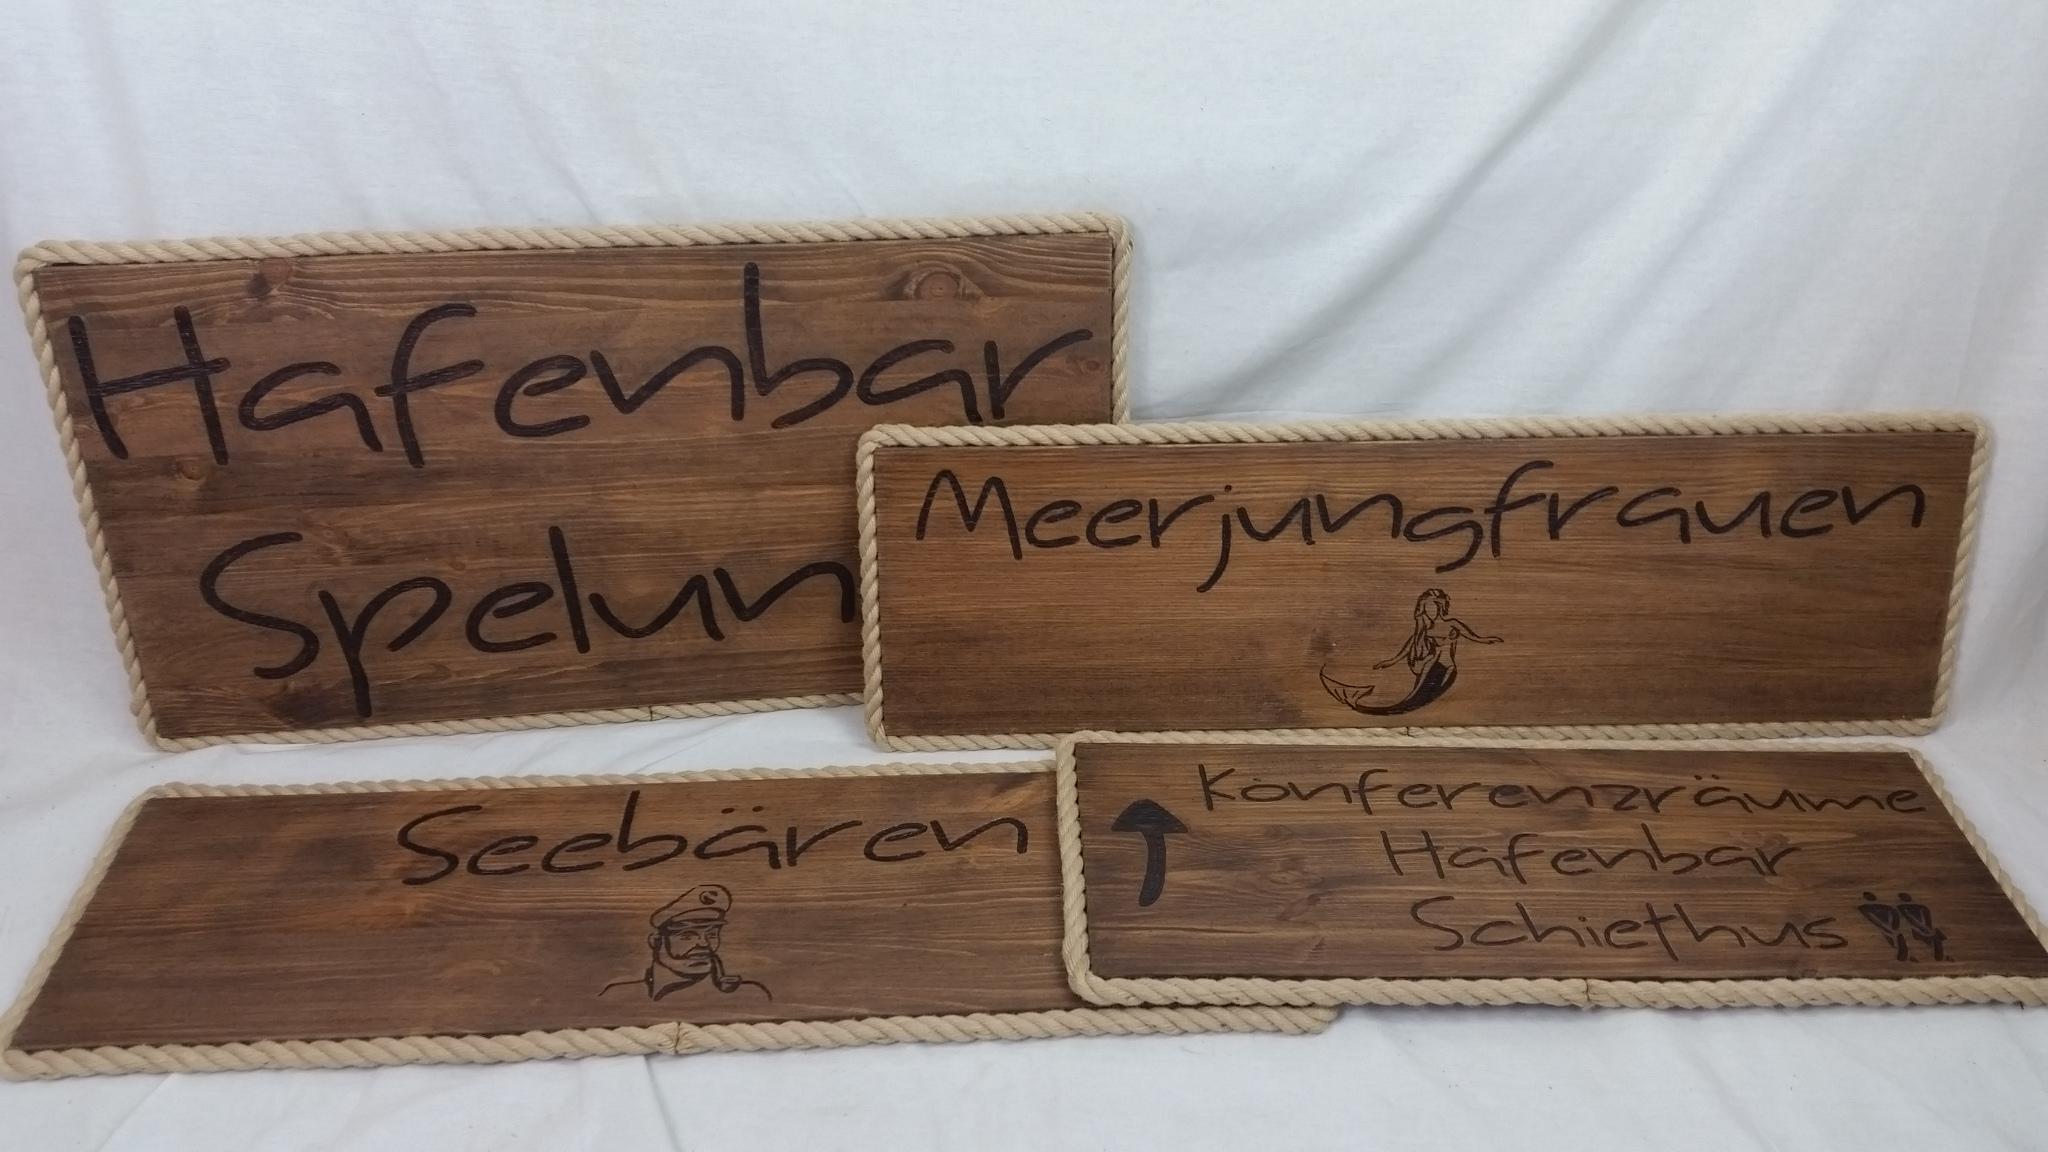 Hafenbar
Spelun
Meerjungfrauen
Seebären
Konferenzräume
Hafenbar
Schiethus